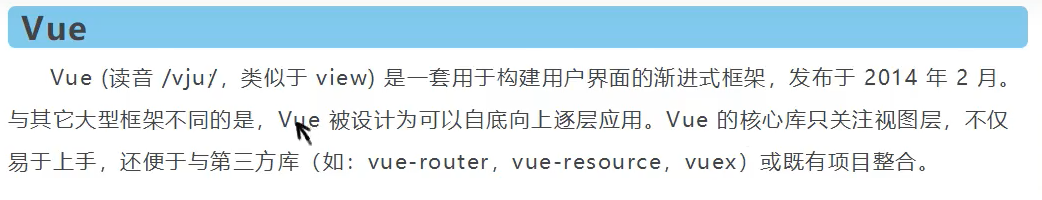 Vue
Vue (读音 /vjuː/，类似于 view) 是一套用于构建用户界面的渐进式框架，发布于 2014 年 2 月。
与其它大型框架不同的是，Vue 被设计为可以自底向上逐层应用。Vue 的核心库只关注视图层，不仅
易于上手，还便于与第三方库（如：vue-router，vue-resource，vuex）或既有项目整合。